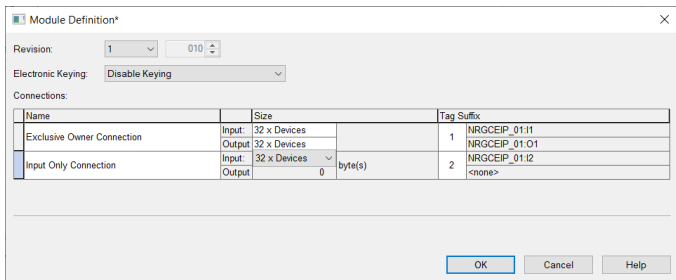 Module Definition*
Revision: 1 010
Electronic Keying: Disable Keying
Connections:
Name Size Tag Suffix
Exclusive Owner Connection Input: 32 x Devices 1 NRGCEIP_01:I1
Output 32 x Devices NRGCEIP_01:O1
Input Only Connection Input: 32 x Devices byte(s) 2 NRGCEIP_01:I2
Output 0 <none>
OK Cancel Help